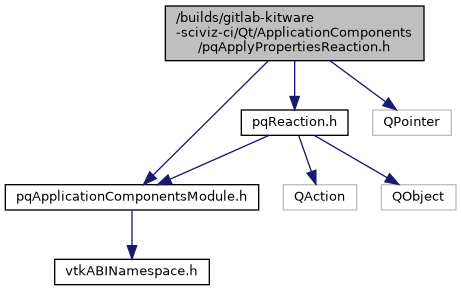 /builds/gitlab-kitware
-sciviz-ci/Qt/ApplicationComponents
/pqApplyPropertiesReaction.h
pqReaction.h
QPointer
pqApplicationComponentsModule.h
QAction
QObject
vtkABINamespace.h